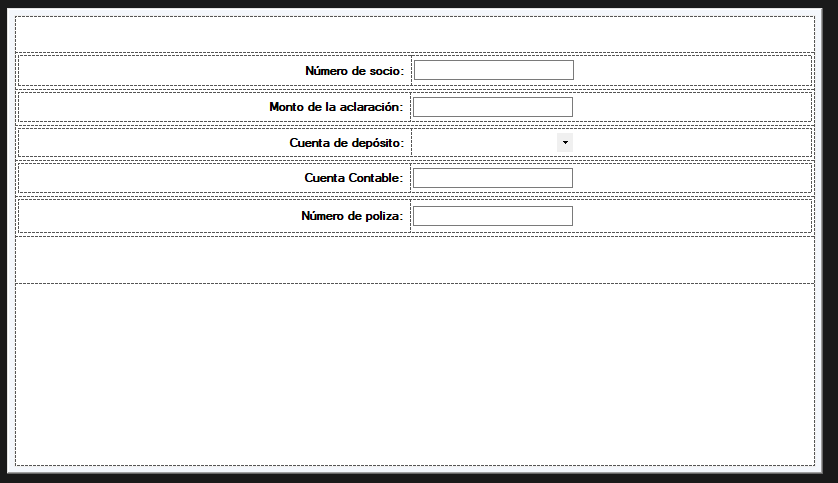 Número de socio:
Monto de la aclaración:
Cuenta de depósito:
Cuenta Contable:
Número de poliza: